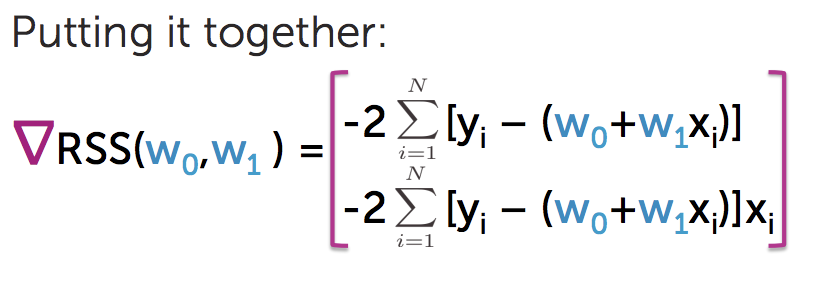 Putting it together:
∇RSS(w₀,w₁) = [ -2 ∑_{i=1}^{N} [yᵢ – (w₀+w₁xᵢ)]
-2 ∑_{i=1}^{N} [yᵢ – (w₀+w₁xᵢ)]xᵢ ]